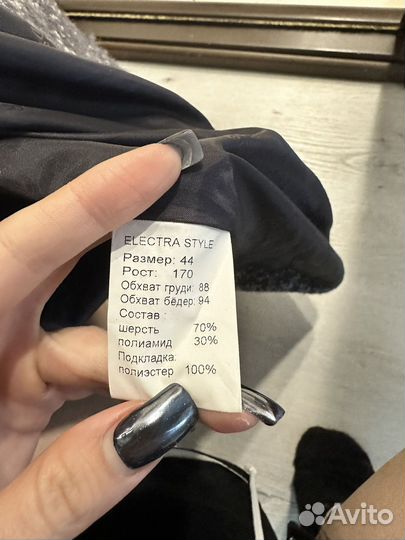 ELECTRA STYLE
Размер: 44
Рост: 170
Обхват груди: 88
Обхват бедер: 94
Состав :
шерсть 70%
полиамид 30%
Подкладка:
полиэстер 100%
Avito